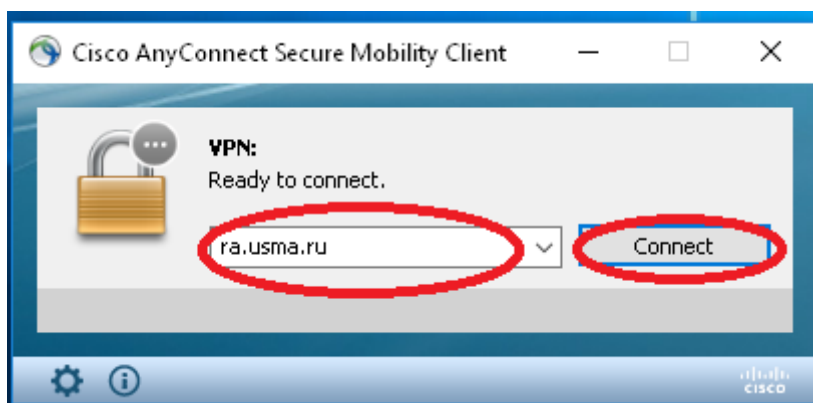 Cisco AnyConnect Secure Mobility Client
VPN:
Ready to connect.
ra.usma.ru
Connect
CISCO